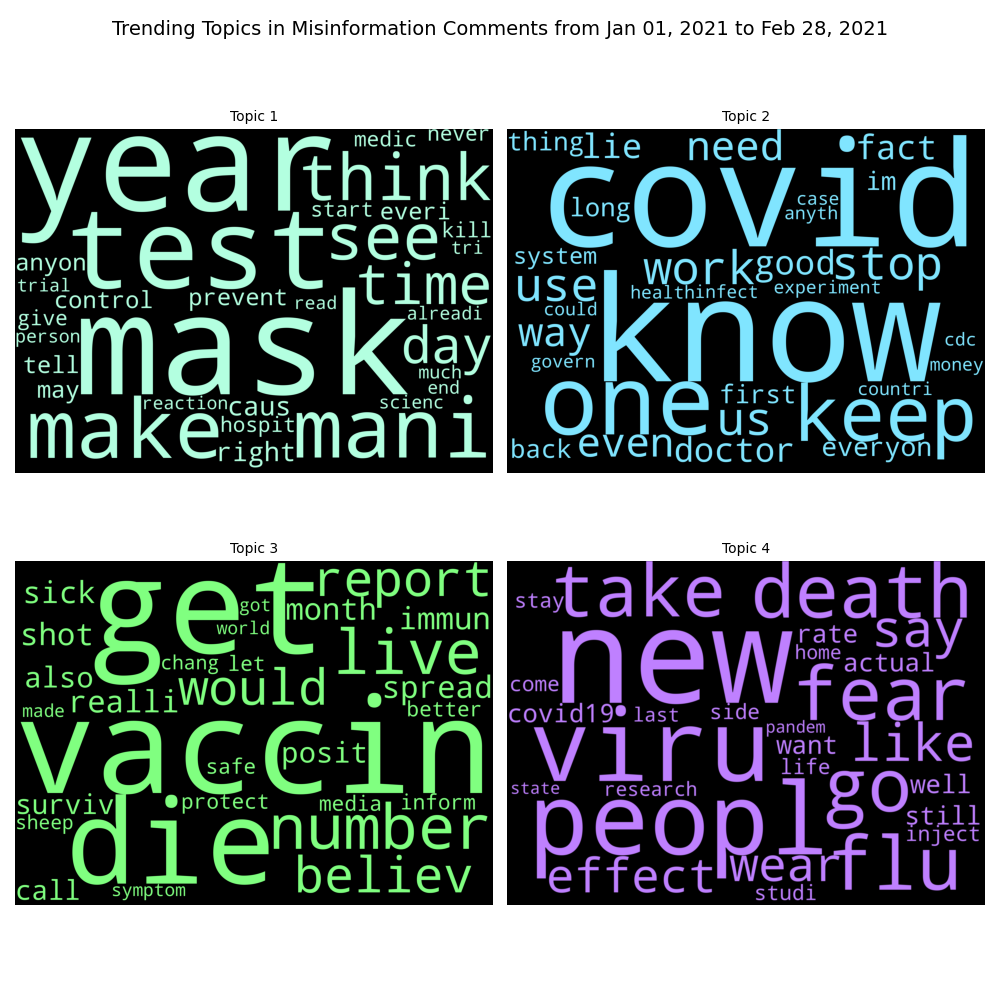 Trending Topics in Misinformation Comments from Jan 01, 2021 to Feb 28, 2021
Topic 1
year
medic
never
think
start
everi
test
see
kill
tri
anyon
trial
control
prevent
read
time
alreadi
give
person
mask
day
tell
much
may
end
reaction
caus
scienc
make
hospit
mani
right
Topic 2
thing
lie
need
fact
covid
im
case
long
anyth
system
work
good
stop
use
healthinfect
experiment
could
know
way
cdc
govern
money
one
first
countri
us
keep
back
even
doctor
everyon
Topic 3
sick
get
report
got
month
immun
shot
world
live
chang
let
also
realli
would
spread
made
better
vaccin
posit
safe
surviv
protect
media
inform
sheep
die
number
believ
call
symptom
Topic 4
stay
take
death
new
rate
say
home
actual
come
fear
covid19
last
side
pandem
viru
want
like
life
state
research
go
well
peopl
still
inject
effect
wear
flu
studi